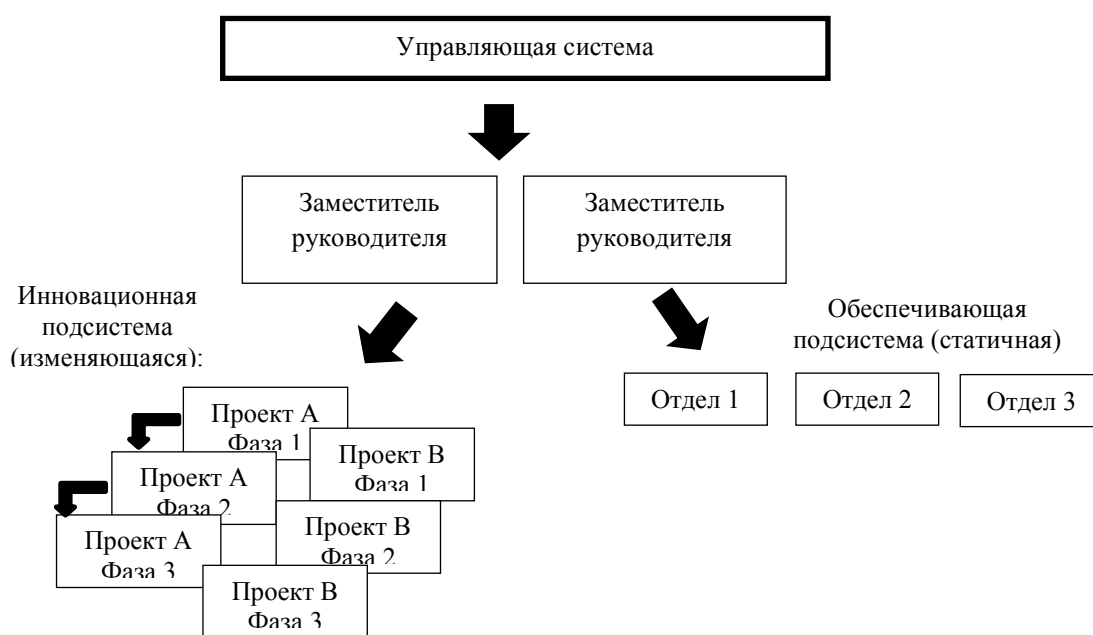 Управляющая система
Заместитель
руководителя
Заместитель
руководителя
Инновационная
подсистема
(изменяющаяся):
Обеспечивающая
подсистема (статичная)
Отдел 1
Отдел 2
Отдел 3
Проект А
Фаза 1
Проект В
Фаза 1
Проект А
Фаза 2
Проект В
Фаза 2
Проект А
Фаза 3
Проект В
Фаза 3